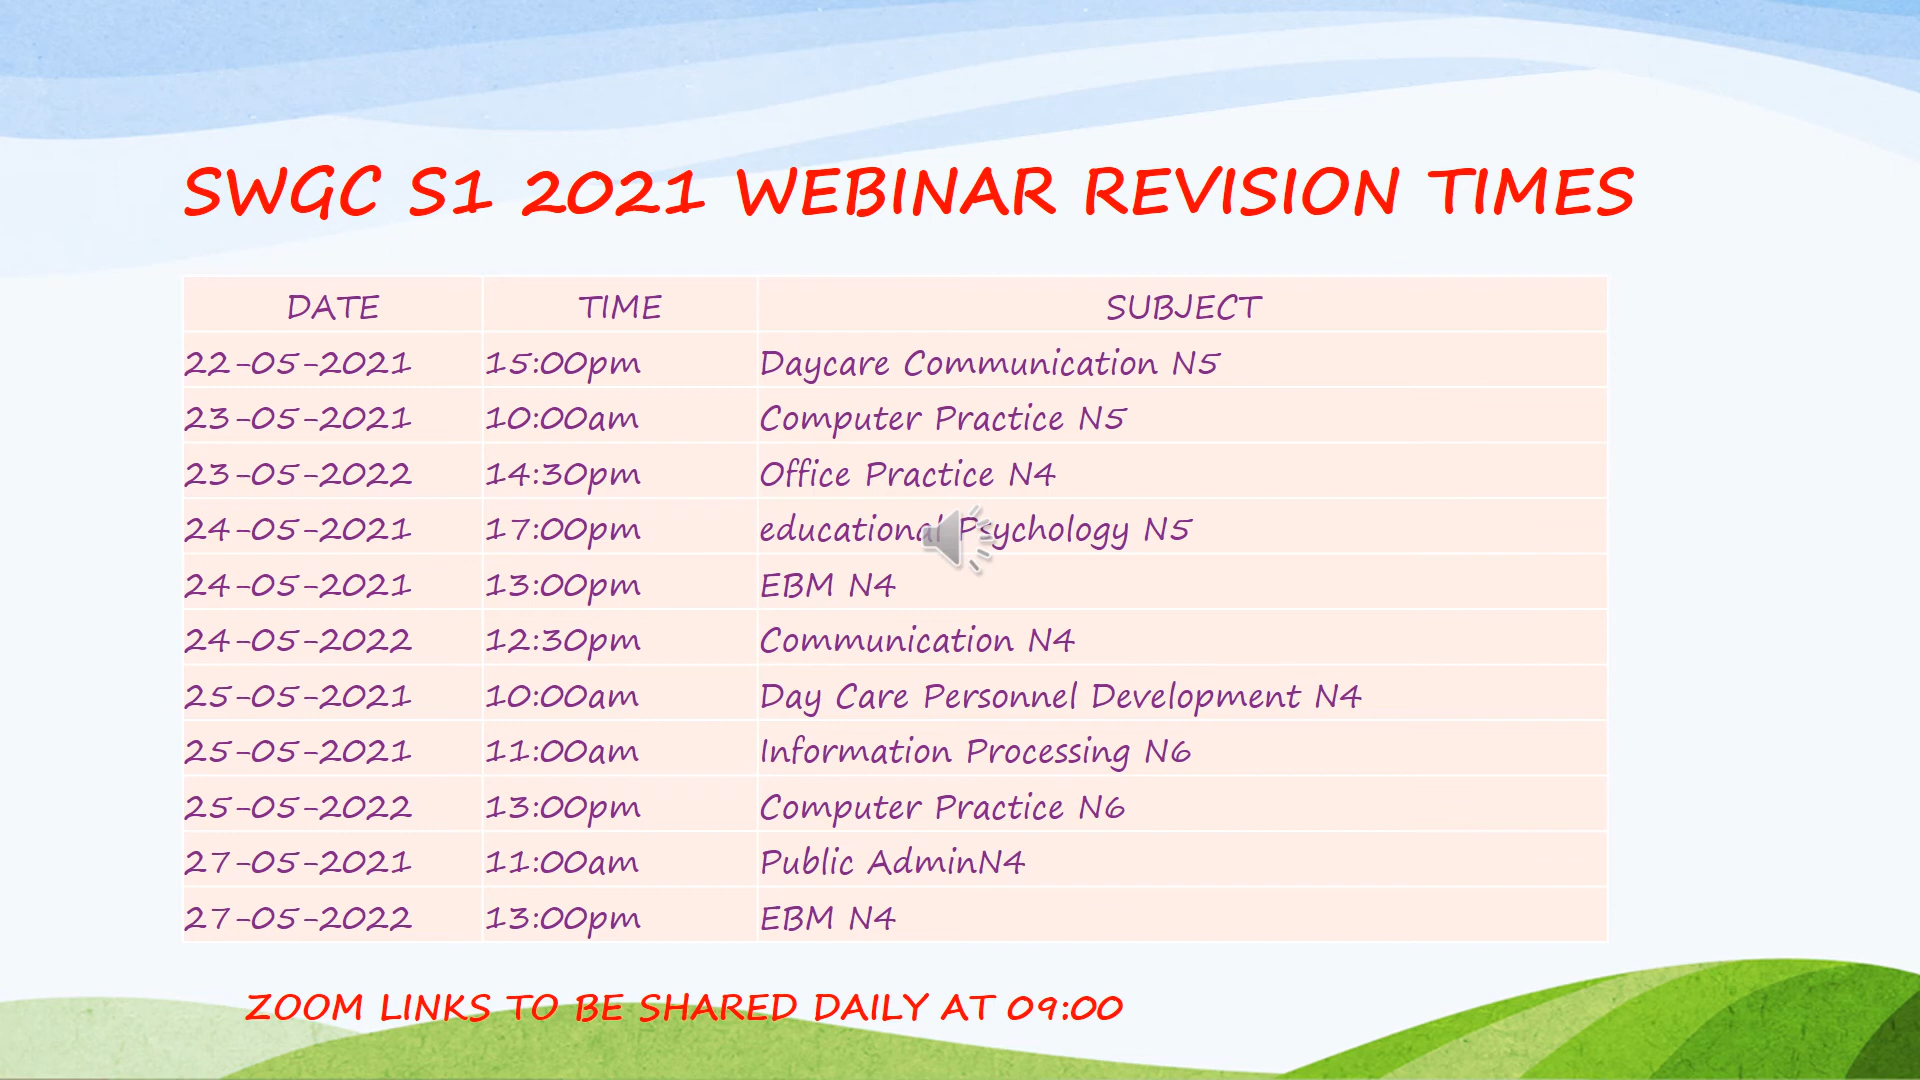 SWGC S1 2021 WEBINAR REVISION TIMES
DATE TIME SUBJECT
22-05-2021 15:00pm Daycare Communication N5
23-05-2021 10:00am Computer Practice N5
23-05-2022 14:30pm Office Practice N4
24-05-2021 17:00pm educational Psychology N5
24-05-2021 13:00pm EBM N4
24-05-2022 12:30pm Communication N4
25-05-2021 10:00am Day Care Personnel Development N4
25-05-2021 11:00am Information Processing N6
25-05-2022 13:00pm Computer Practice N6
27-05-2021 11:00am Public AdminN4
27-05-2022 13:00pm EBM N4
ZOOM LINKS TO BE SHARED DAILY AT 09:00